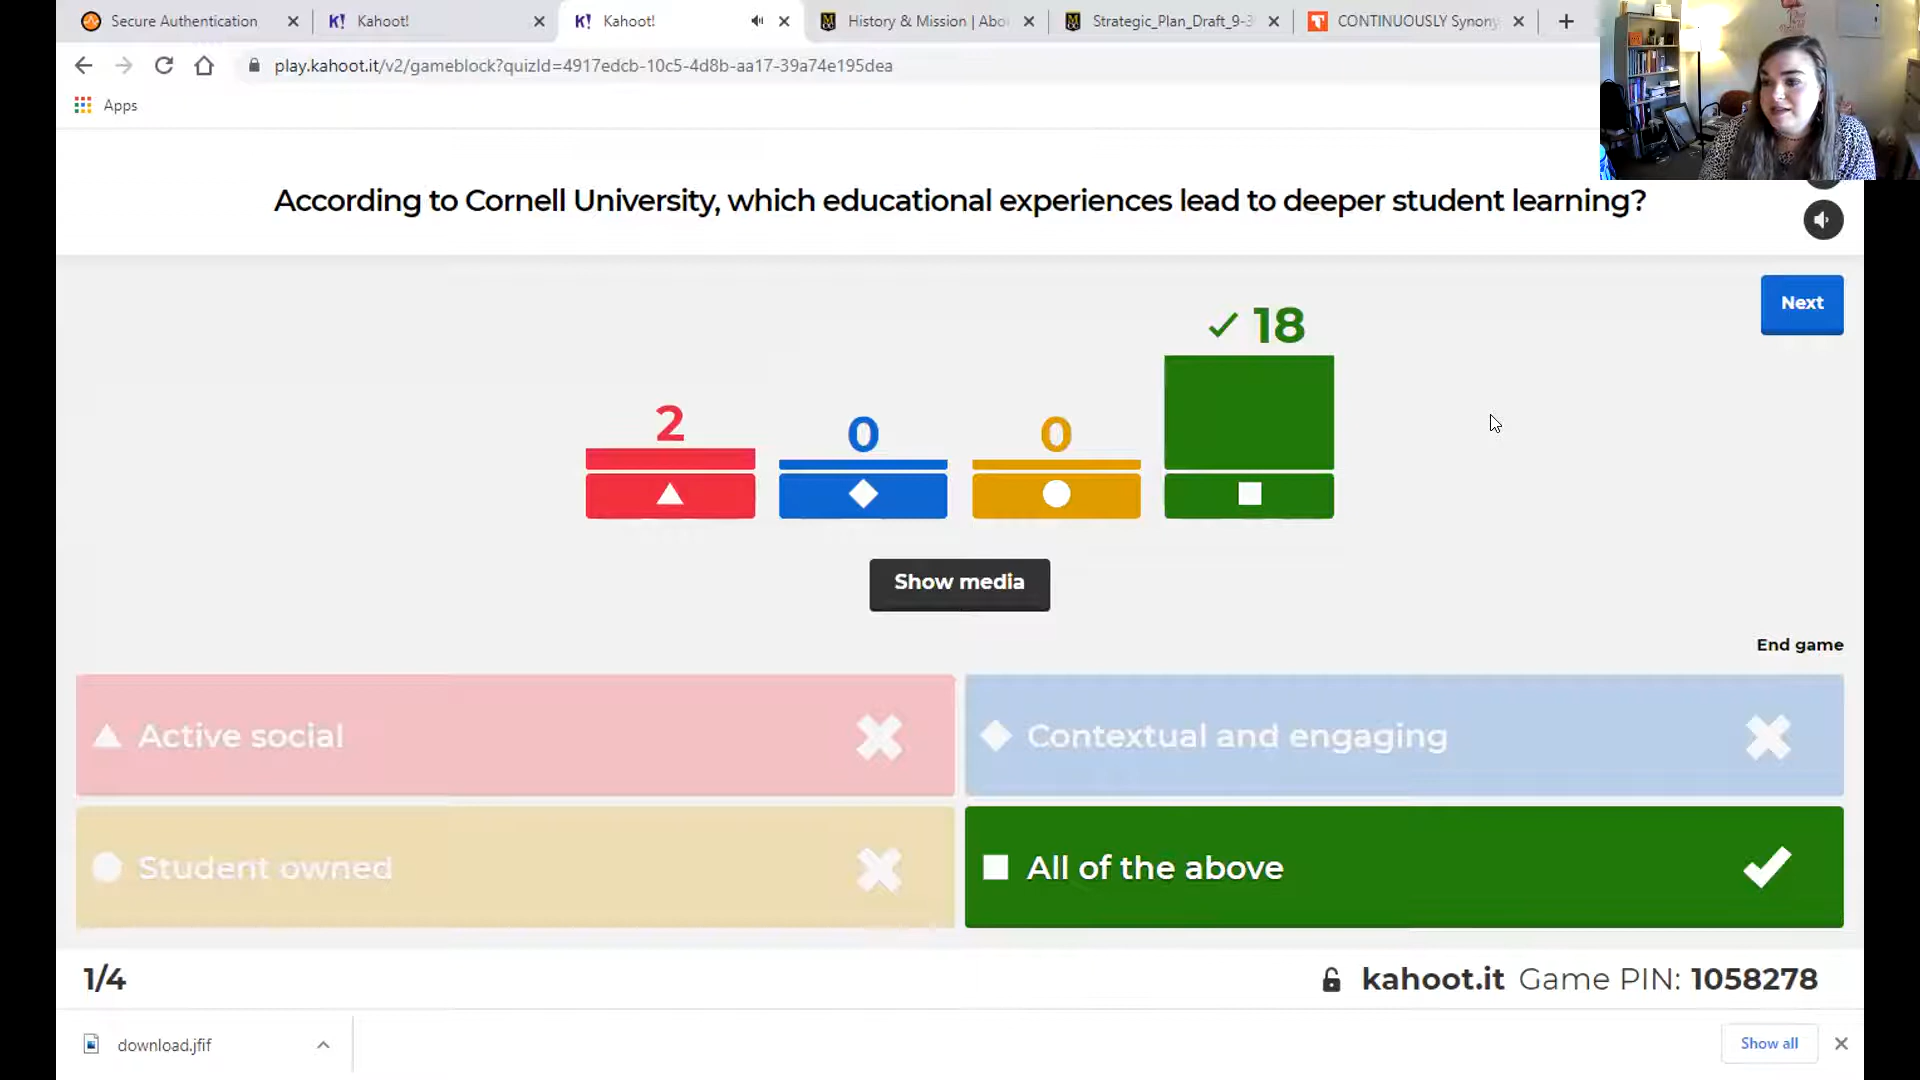 Secure Authentication
Kahoot!
Kahoot!
History & Mission | Abo
Strategic_Plan_Draft_9-3
CONTINUOUSLY Synony
play.kahoot.it/v2/gameblock?quizId=4917edcb-10c5-4d8b-aa17-39a74e195dea
Apps
According to Cornell University, which educational experiences lead to deeper student learning?
Next
18
2
0
0
Show media
End game
Active social
Contextual and engaging
Student owned
All of the above
1/4
kahoot.it Game PIN: 1058278
download.jfif
Show all